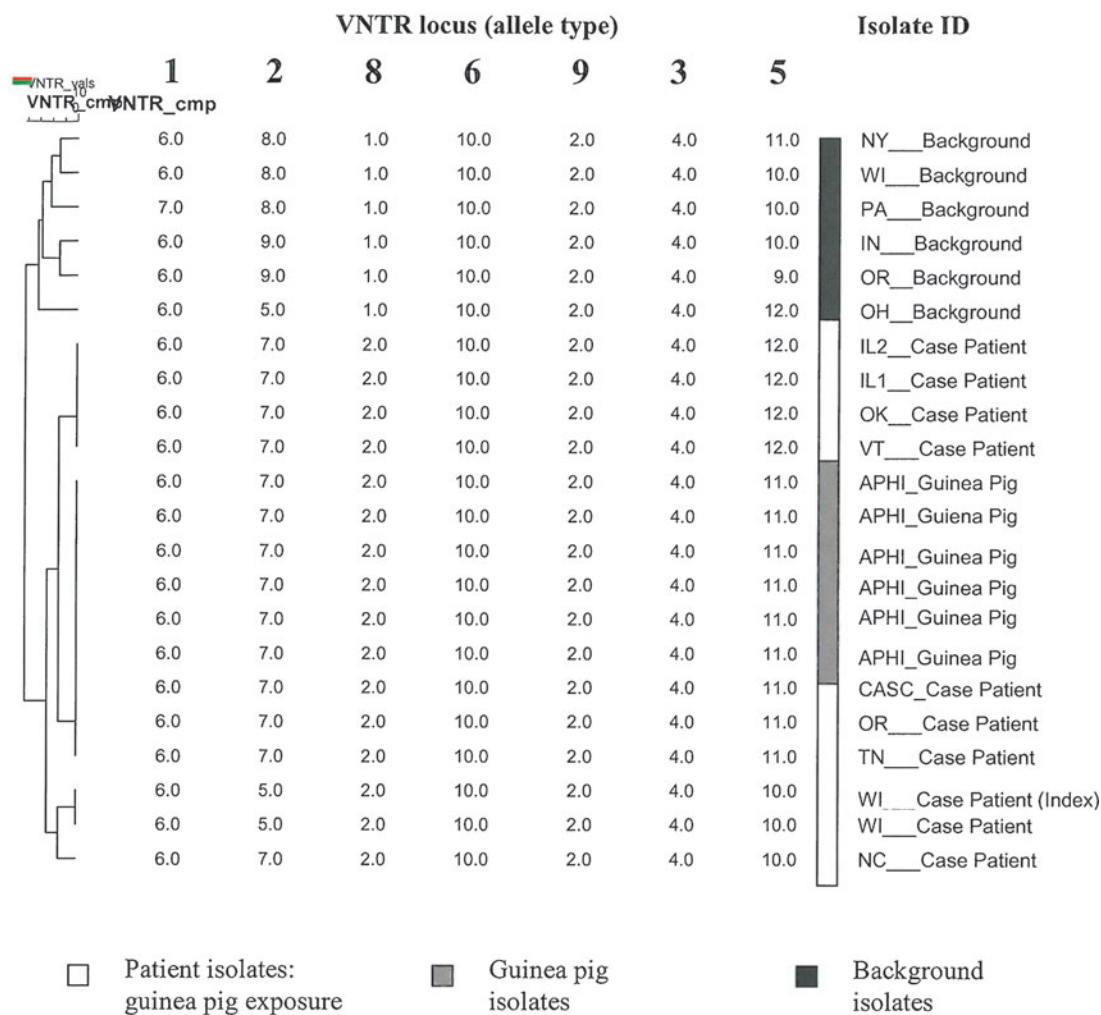 VNTR locus (allele type) Isolate ID
1 2 8 6 9 3 5
VNTR_vals
VNTR_cmp VNTR_cmp
10
0
6.0 8.0 1.0 10.0 2.0 4.0 11.0 NY___Background
6.0 8.0 1.0 10.0 2.0 4.0 10.0 WI___Background
7.0 8.0 1.0 10.0 2.0 4.0 10.0 PA___Background
6.0 9.0 1.0 10.0 2.0 4.0 10.0 IN___Background
6.0 9.0 1.0 10.0 2.0 4.0 9.0 OR__Background
6.0 5.0 1.0 10.0 2.0 4.0 12.0 OH__Background
6.0 7.0 2.0 10.0 2.0 4.0 12.0 IL2__Case Patient
6.0 7.0 2.0 10.0 2.0 4.0 12.0 IL1__Case Patient
6.0 7.0 2.0 10.0 2.0 4.0 12.0 OK__Case Patient
6.0 7.0 2.0 10.0 2.0 4.0 12.0 VT___Case Patient
6.0 7.0 2.0 10.0 2.0 4.0 11.0 APHI_Guinea Pig
6.0 7.0 2.0 10.0 2.0 4.0 11.0 APHI_Guiena Pig
6.0 7.0 2.0 10.0 2.0 4.0 11.0 APHI_Guinea Pig
6.0 7.0 2.0 10.0 2.0 4.0 11.0 APHI_Guinea Pig
6.0 7.0 2.0 10.0 2.0 4.0 11.0 APHI_Guinea Pig
6.0 7.0 2.0 10.0 2.0 4.0 11.0 APHI_Guinea Pig
6.0 7.0 2.0 10.0 2.0 4.0 11.0 CASC_Case Patient
6.0 7.0 2.0 10.0 2.0 4.0 11.0 OR___Case Patient
6.0 7.0 2.0 10.0 2.0 4.0 11.0 TN___Case Patient
6.0 5.0 2.0 10.0 2.0 4.0 10.0 WI___Case Patient (Index)
6.0 5.0 2.0 10.0 2.0 4.0 10.0 WI___Case Patient
6.0 7.0 2.0 10.0 2.0 4.0 10.0 NC___Case Patient
Patient isolates: Guinea pig Background
guinea pig exposure isolates isolates